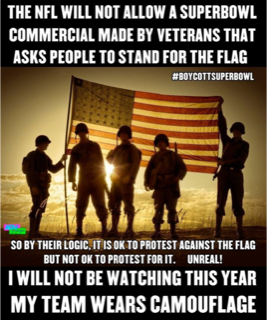 THE NFL WILL NOT ALLOW A SUPERBOWL
COMMERCIAL MADE BY VETERANS THAT
ASKS PEOPLE TO STAND FOR THE FLAG
#BOYCOTTSUPERBOWL
SO BY THEIR LOGIC, IT IS OK TO PROTEST AGAINST THE FLAG
BUT NOT OK TO PROTEST FOR IT. UNREAL!
I WILL NOT BE WATCHING THIS YEAR
MY TEAM WEARS CAMOUFLAGE